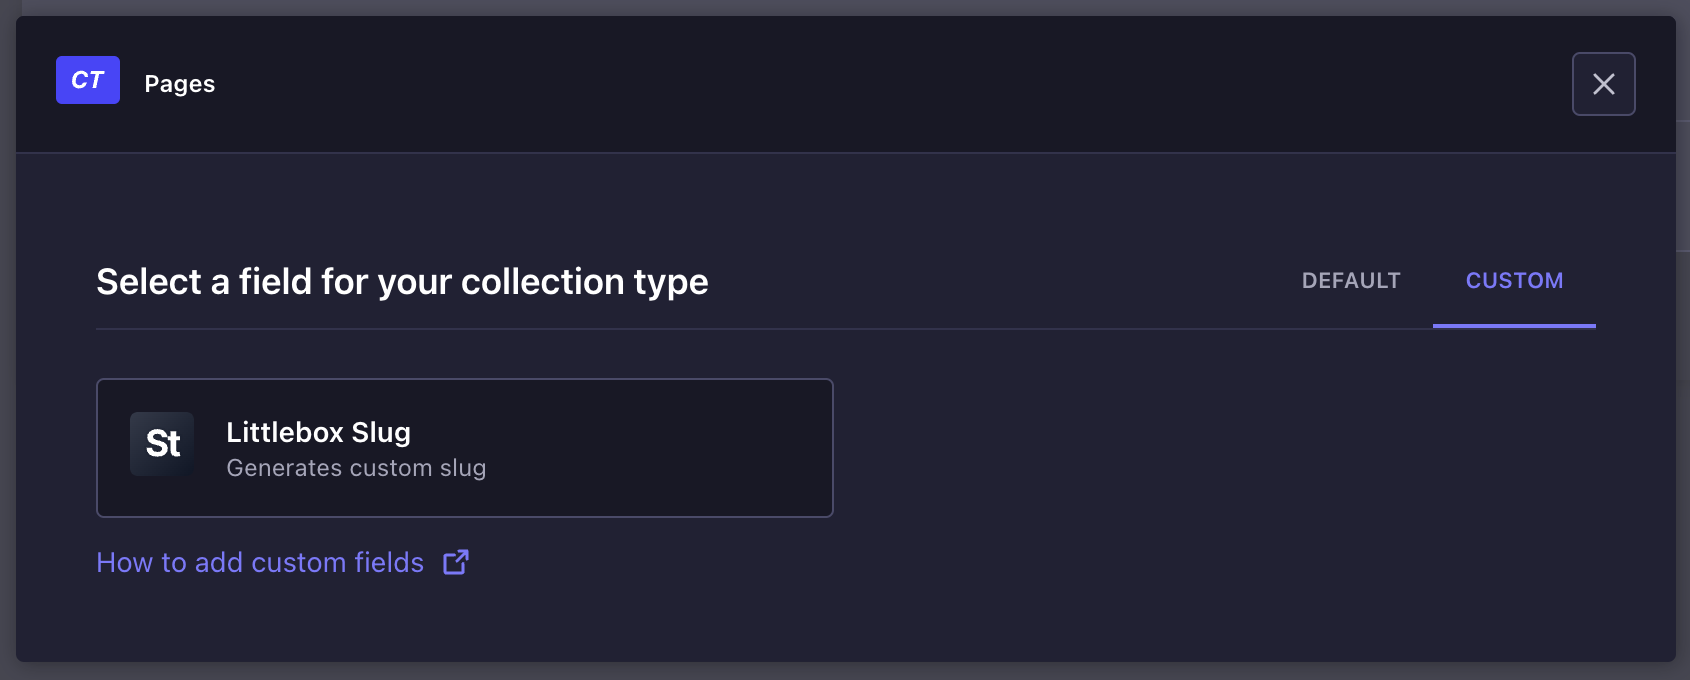 CT
Pages
Select a field for your collection type
DEFAULT
CUSTOM
St
Littlebox Slug
Generates custom slug
How to add custom fields